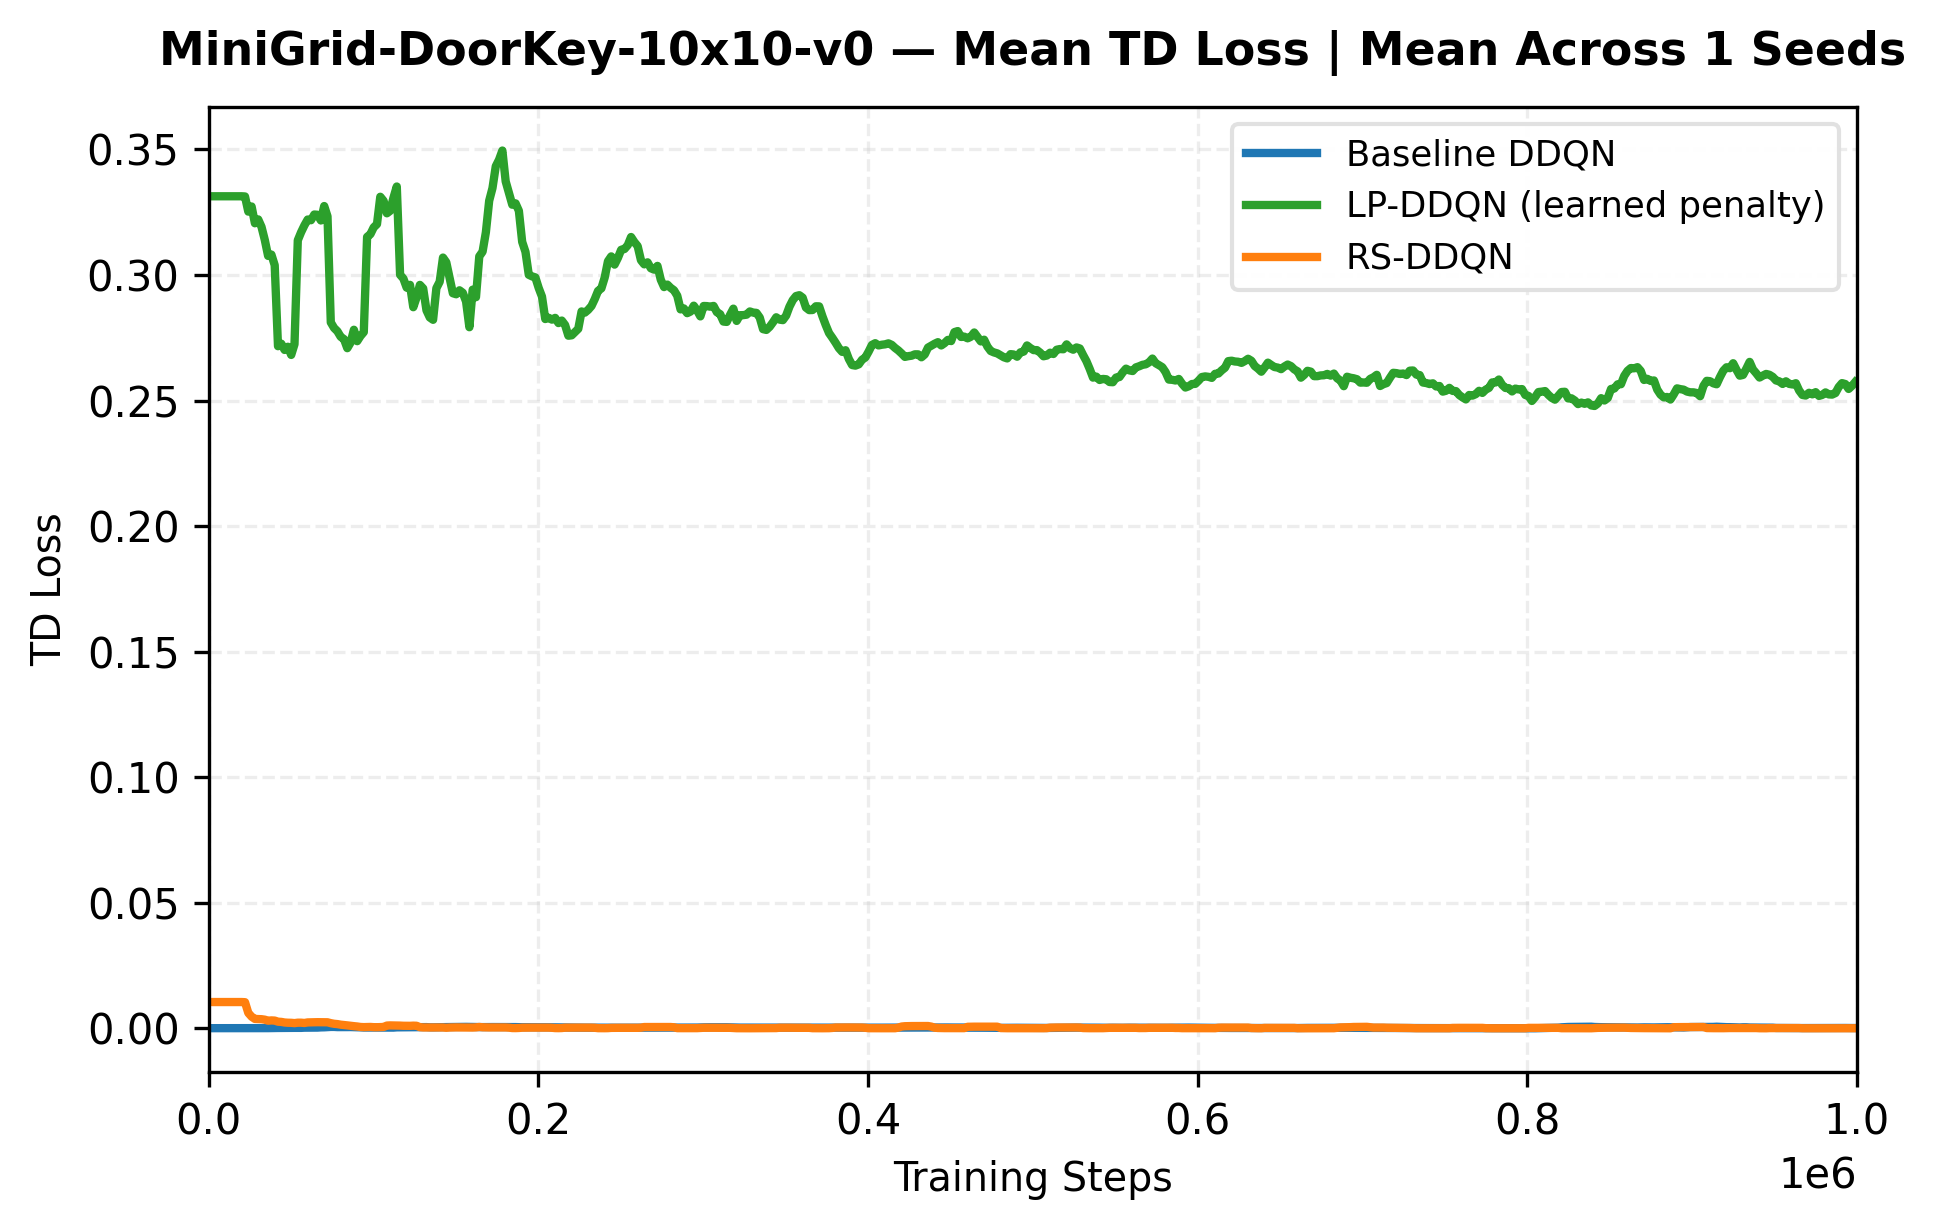 MiniGrid-DoorKey-10x10-v0 — Mean TD Loss | Mean Across 1 Seeds
Baseline DDQN
LP-DDQN (learned penalty)
RS-DDQN
TD Loss
0.35
0.30
0.25
0.20
0.15
0.10
0.05
0.00
0.0
0.2
0.4
0.6
0.8
1.0
Training Steps
1e6